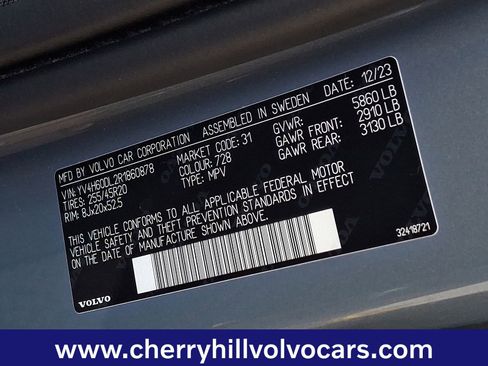 MFD BY VOLVO CAR CORPORATION ASSEMBLED IN SWEDEN DATE: 12/23
VIN: YV4H60DL2R1860878 MARKET CODE: 31 GVWR: 5860 LB
TIRES: 255/45R20 COLOUR: 728 GAWR FRONT: 2910 LB
RIM: 8Jx20x52.5 TYPE: MPV GAWR REAR: 3130 LB
THIS VEHICLE CONFORMS TO ALL APPLICABLE FEDERAL MOTOR
VEHICLE SAFETY AND THEFT PREVENTION STANDARDS IN EFFECT
ON THE DATE OF MANUFACTURE SHOWN ABOVE.
32418721
VOLVO
www.cherryhillvolvocars.com